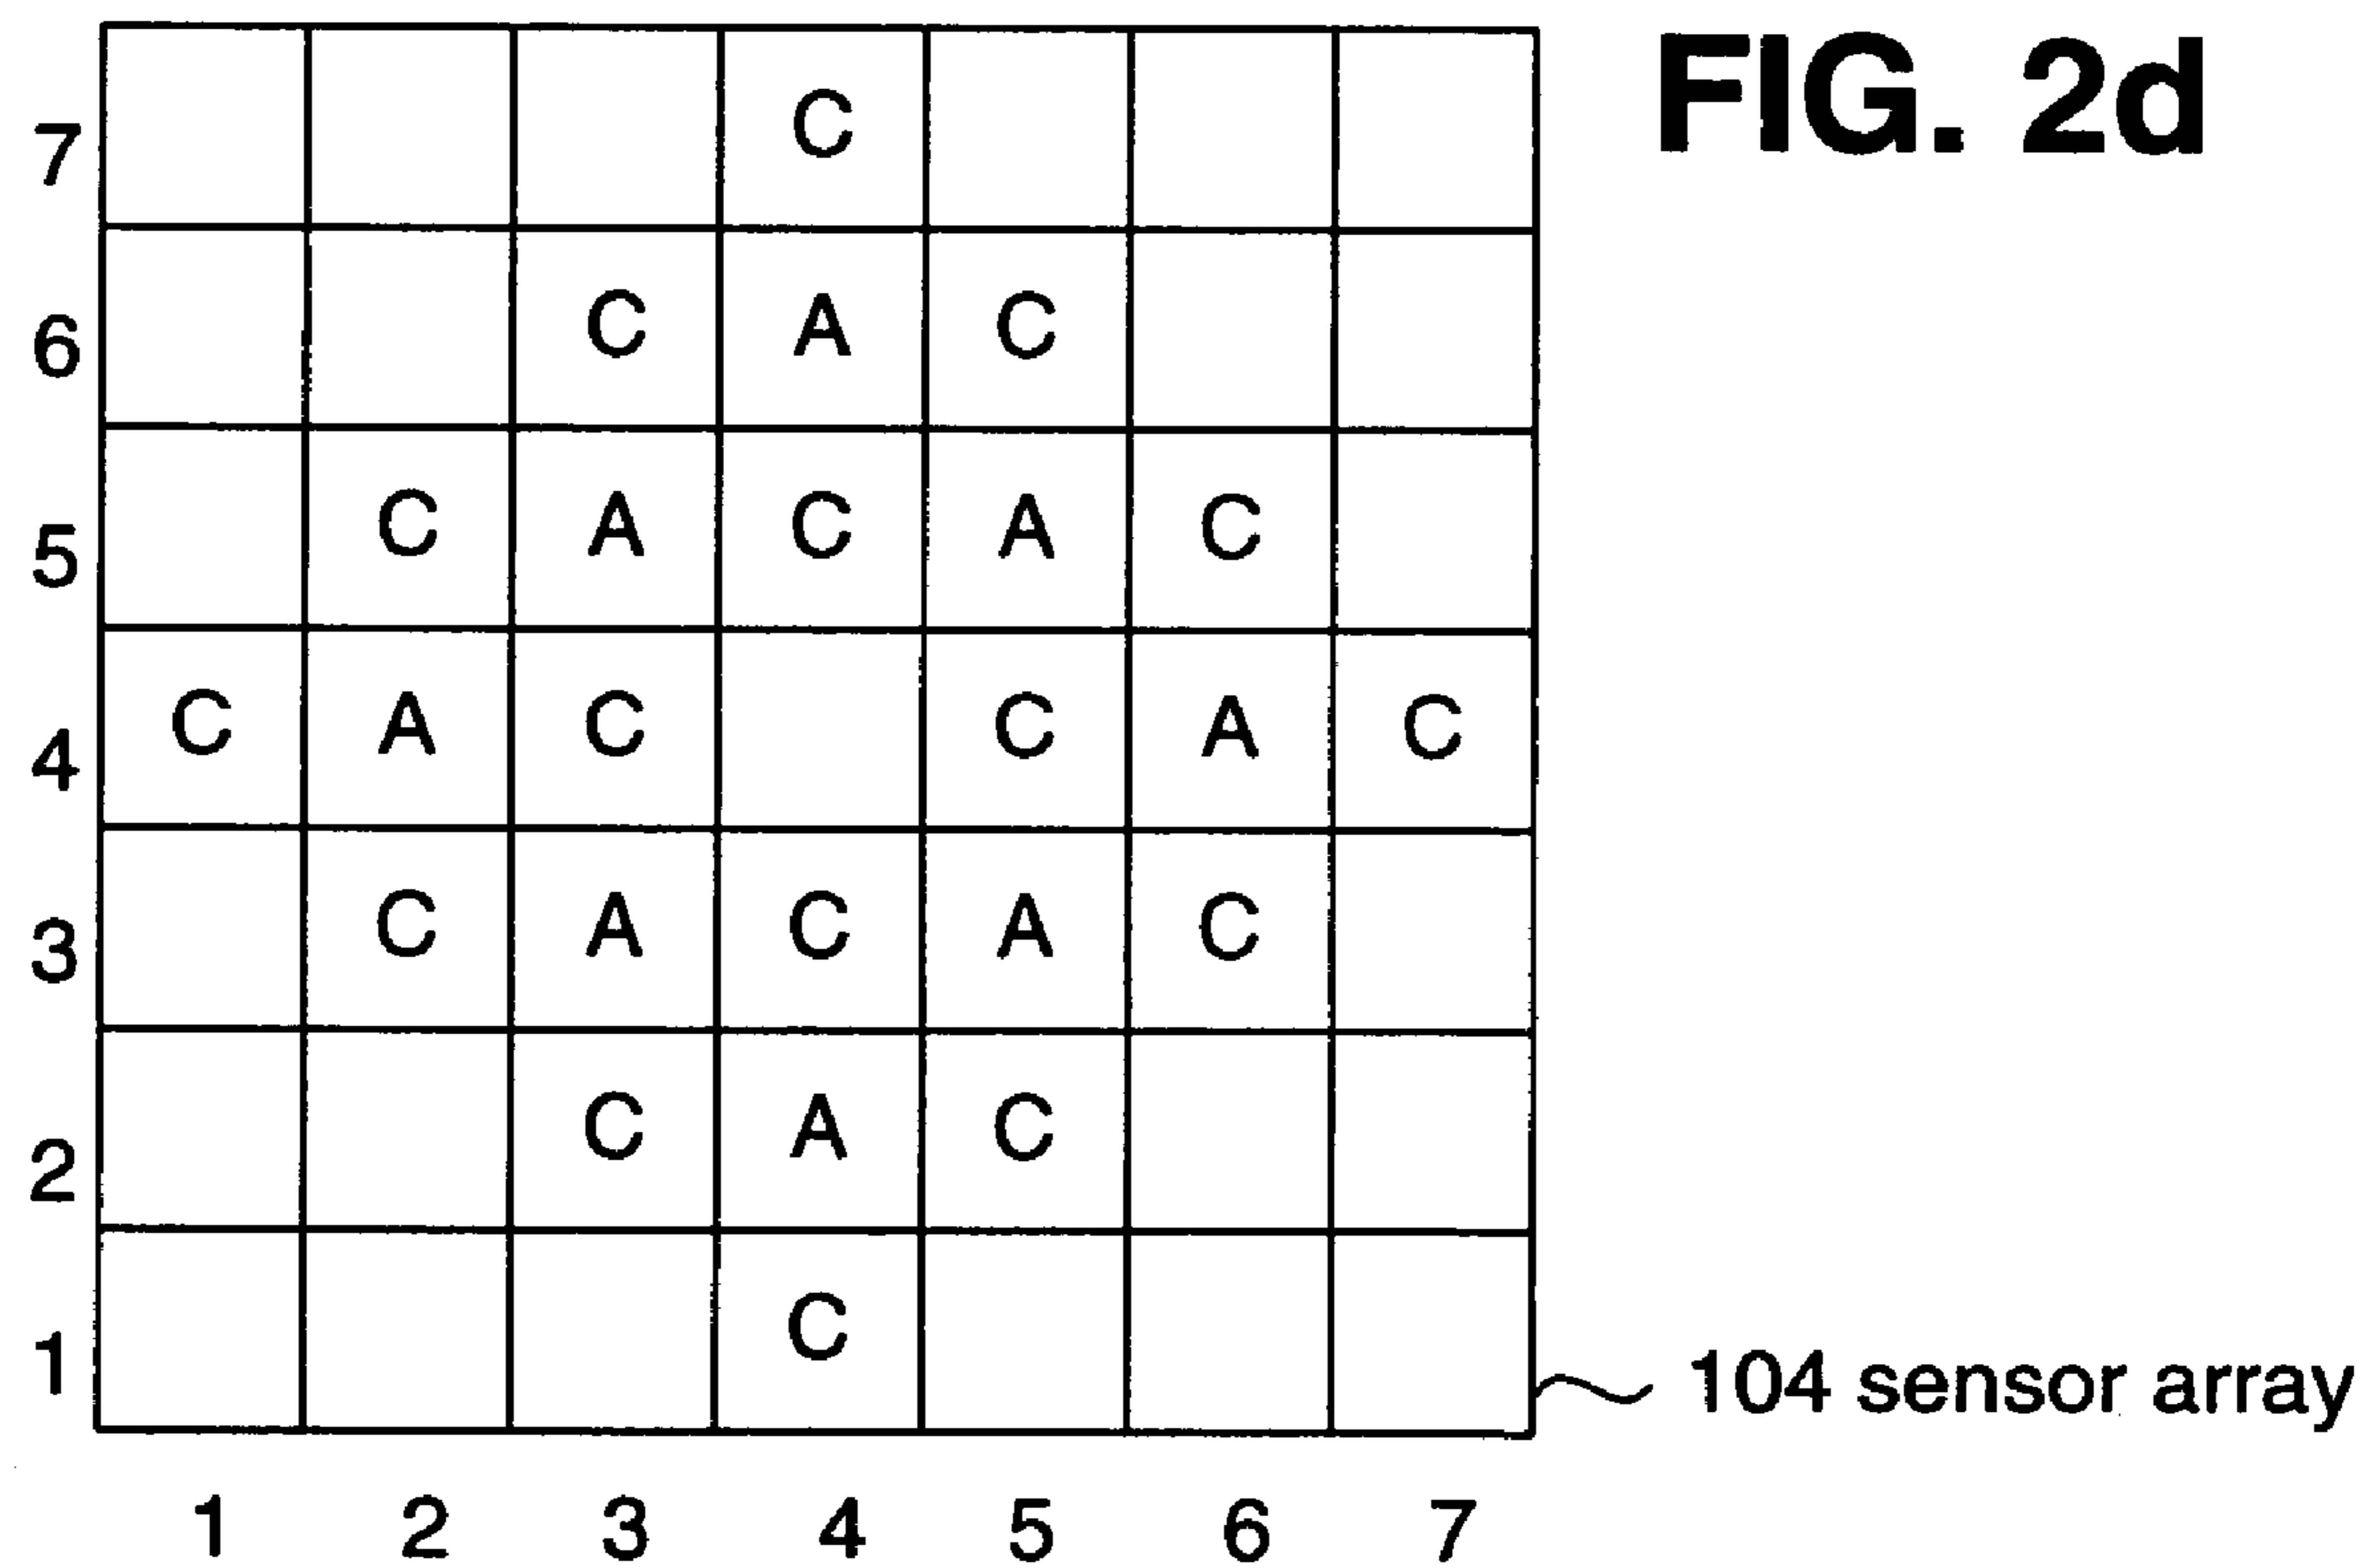 FIG. 2d
7 C
6 C A C
5 C A C A C
4 C A C C A C
3 C A C A C
2 C A C
1 C
104 sensor array
1 2 3 4 5 6 7